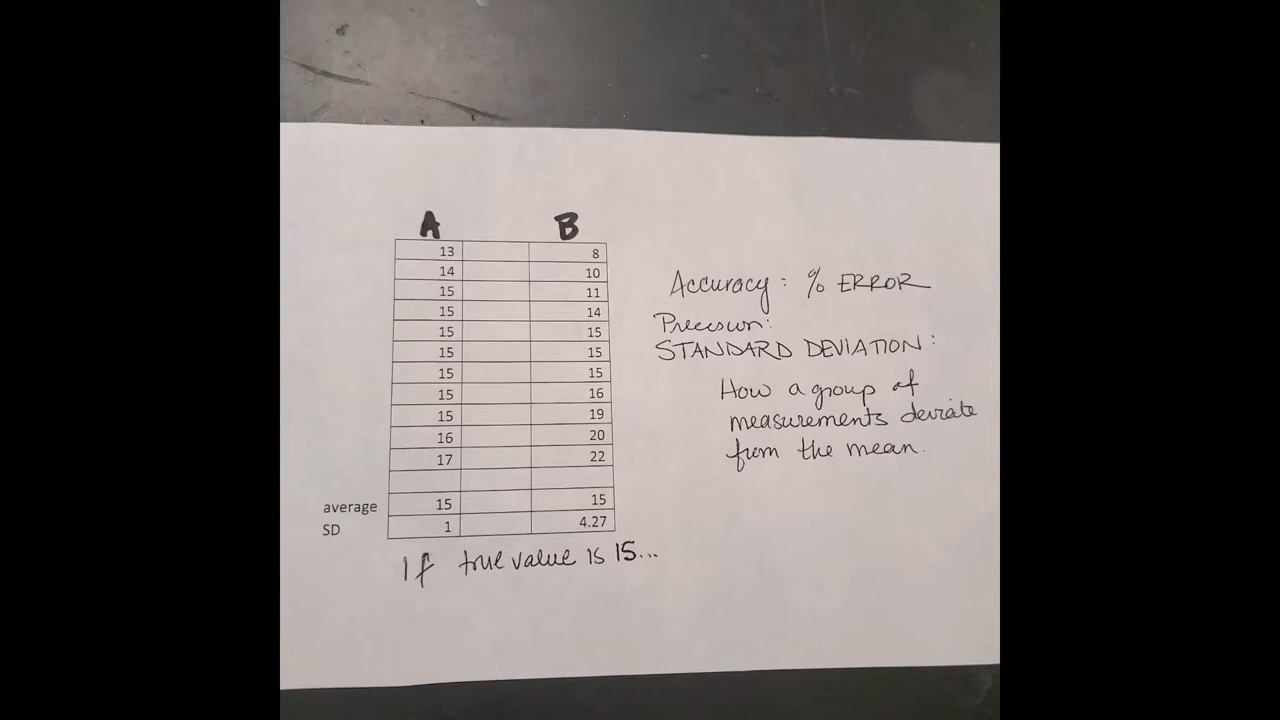 A B
13 8
14 10
15 11
15 14
15 15
15 15
15 15
15 16
15 19
16 20
17 22
average 15 15
SD 1 4.27
If true value is 15...
Accuracy: % ERROR
Precision:
STANDARD DEVIATION:
How a group of
measurements deviate
from the mean.